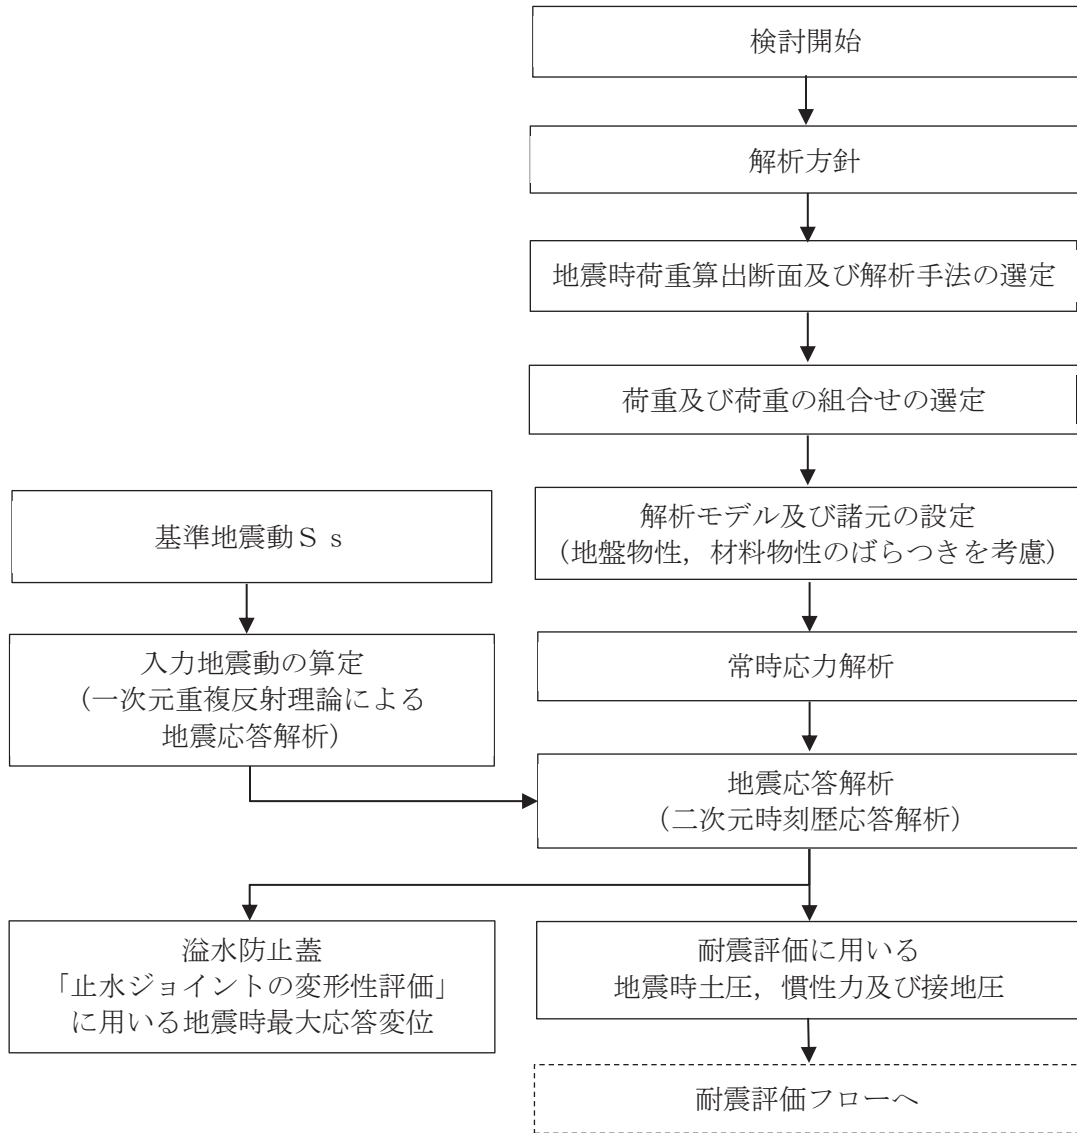 検討開始
解析方針
地震時荷重算出断面及び解析手法の選定
荷重及び荷重の組合せの選定
解析モデル及び諸元の設定
(地盤物性,材料物性のばらつきを考慮)
基準地震動Ss
入力地震動の算定
(一次元重複反射理論による
地震応答解析)
常時応力解析
地震応答解析
(二次元時刻歴応答解析)
溢水防止蓋
「止水ジョイントの変形性評価」
に用いる地震時最大応答変位
耐震評価に用いる
地震時土圧,慣性力及び接地圧
耐震評価フローへ